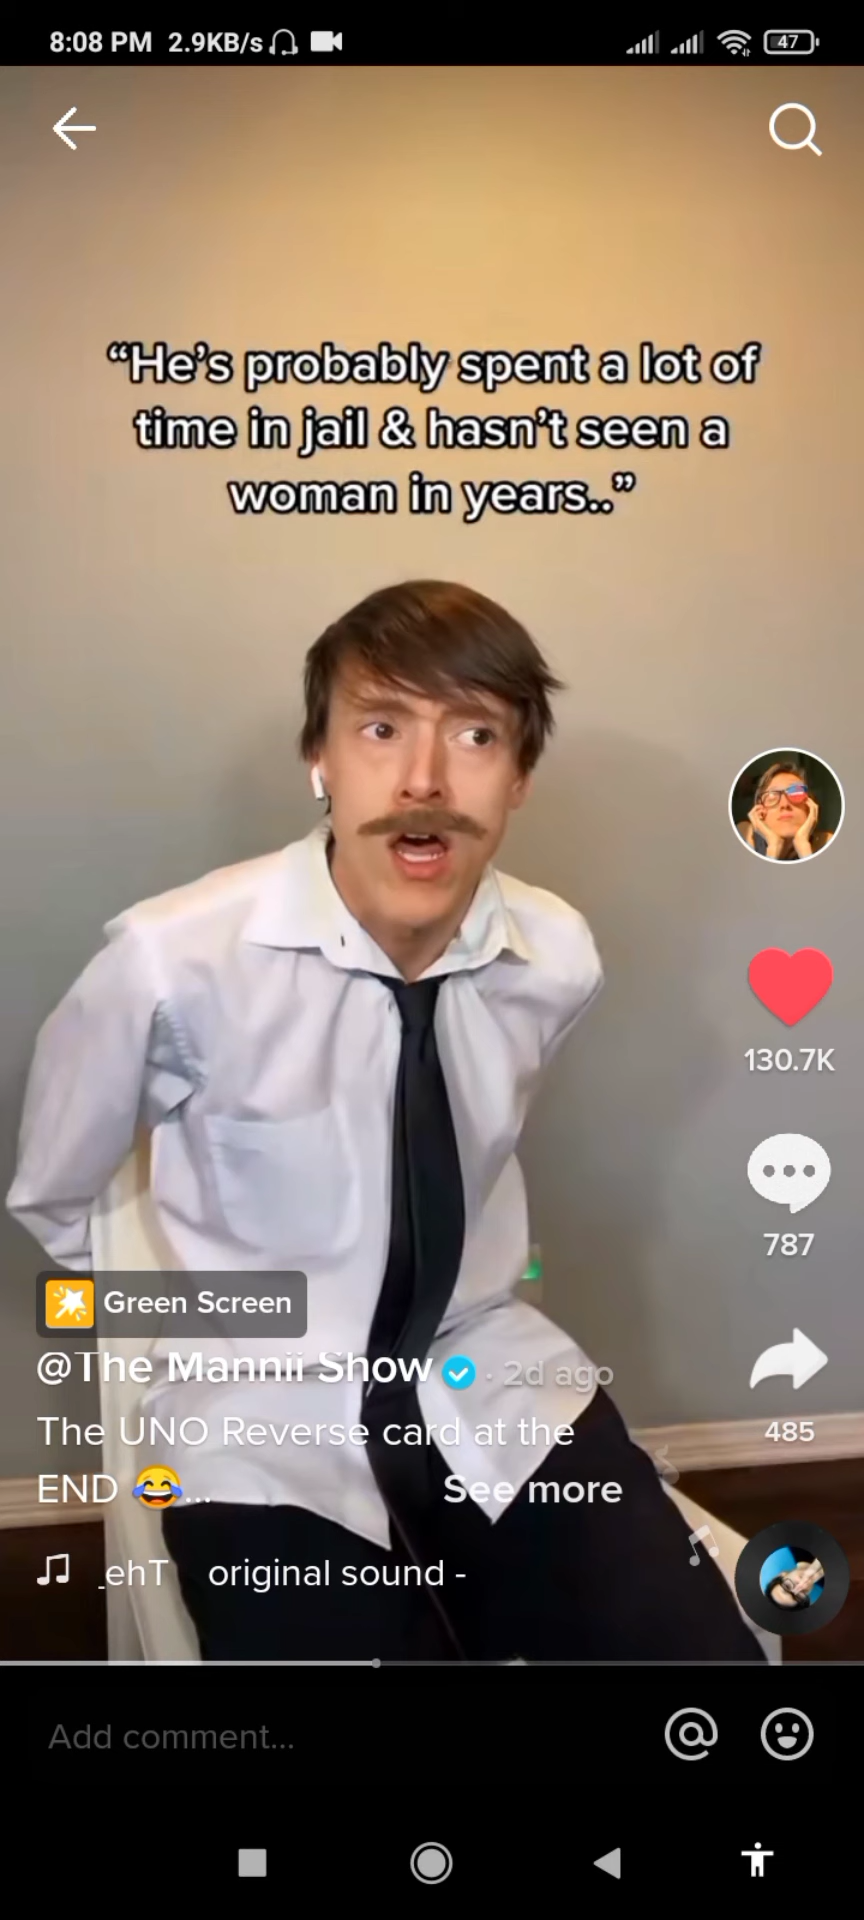 8:08 PM 2.9KB/s 47
“He’s probably spent a lot of
time in jail & hasn’t seen a
woman in years..”
130.7K
787
Green Screen
@The Mannii Show · 2d ago
485
The UNO Reverse card at the
END 😂... See more
_ehT original sound -
Add comment...